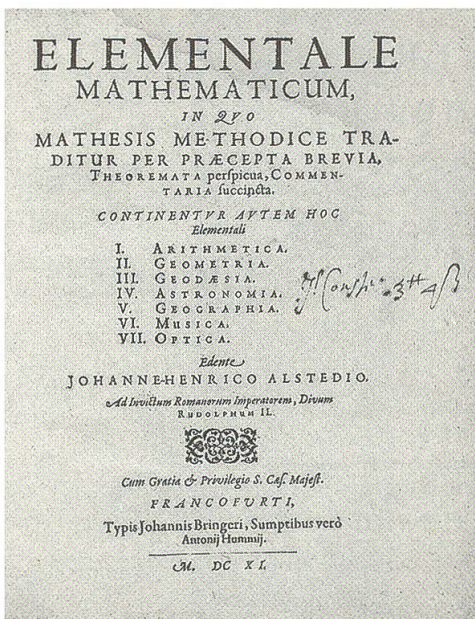 ELEMENTALE
MATHEMATICUM,
IN QVO
MATHESIS METHODICE TRA-
DITUR PER PRÆCEPTA BREVIA,
THEOREMATA perſpicua, COMMEN-
TARIA ſuccincta.
CONTINENTVR AVTEM HOC
Elementali
I. ARITHMETICA.
II. GEOMETRIA.
III. GEODÆSIA.
IV. ASTRONOMIA.
V. GEOGRAPHIA.
VI. MUSICA.
VII. OPTICA.
Edente
JOHANNE-HENRICO ALSTEDIO.
Ad Invictum Romanorum Imperatorem, Divum
RUDOLPHUM II.
Cum Gratia & Privilegio S. Cæſ. Majeſt.
FRANCOFURTI,
Typis Johannis Bringeri, Sumptibus verò
Antonij Hummij.
M. DC XI.